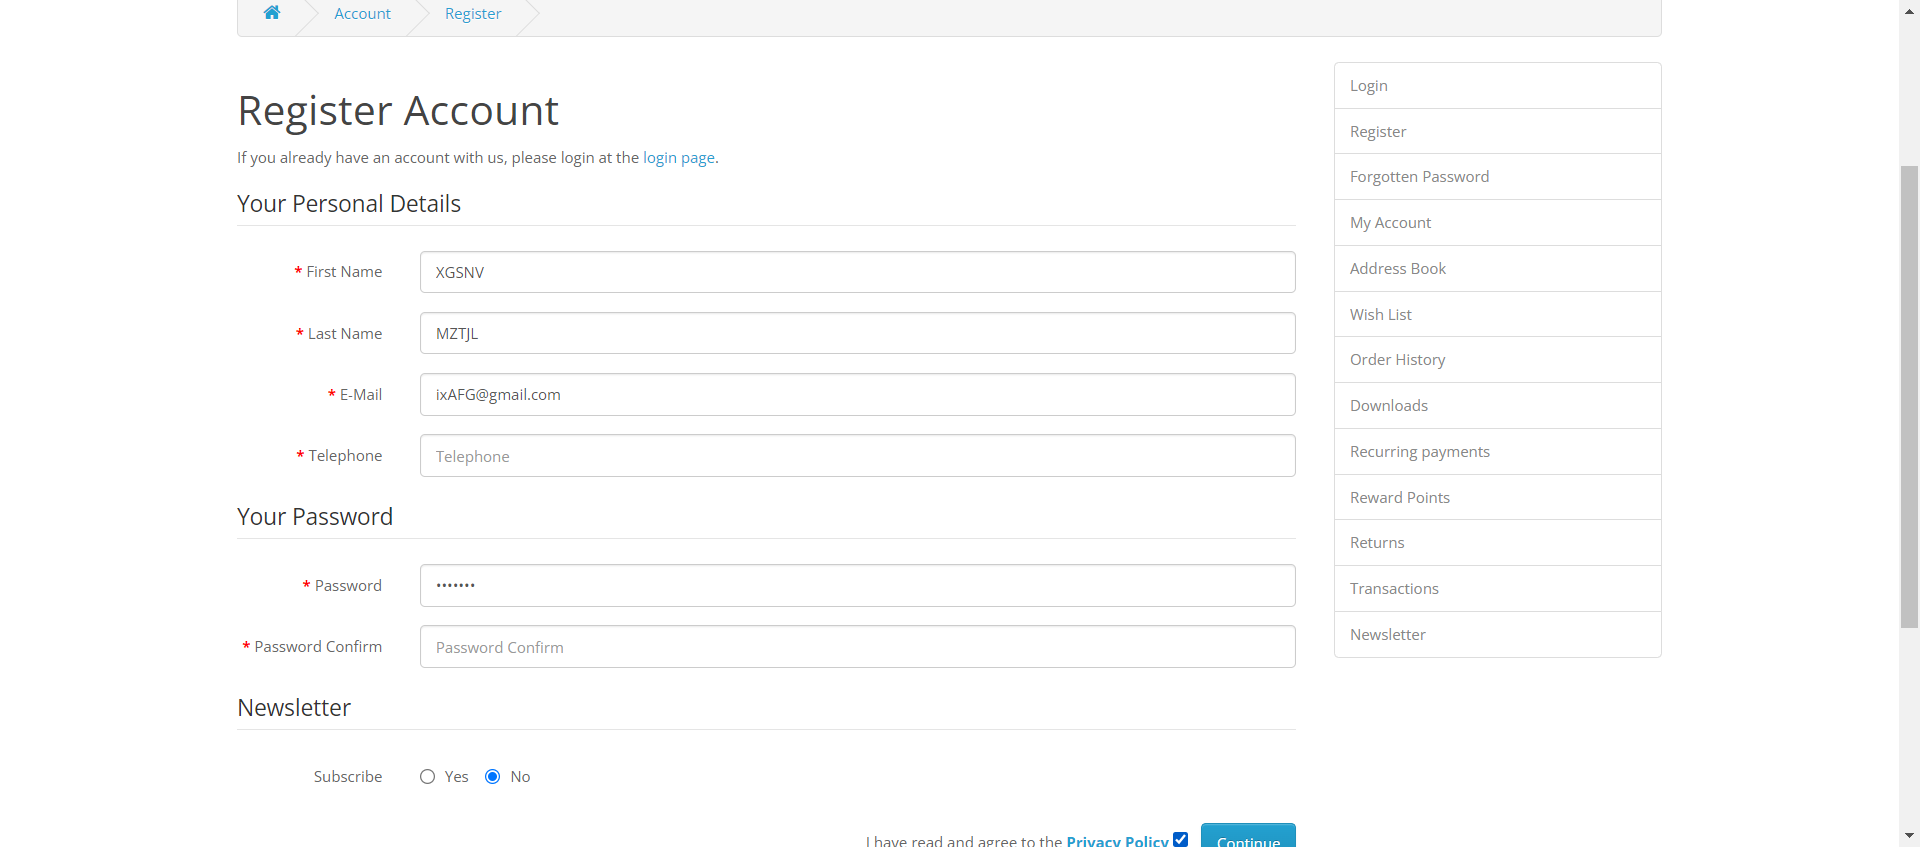 Account
Register
Register Account
If you already have an account with us, please login at the login page.
Your Personal Details
* First Name
XGSNV
* Last Name
MZTJL
* E-Mail
ixAFG@gmail.com
* Telephone
Telephone
Your Password
* Password
•••••••
* Password Confirm
Password Confirm
Newsletter
Subscribe
Yes
No
I have read and agree to the Privacy Policy
Continue
Login
Register
Forgotten Password
My Account
Address Book
Wish List
Order History
Downloads
Recurring payments
Reward Points
Returns
Transactions
Newsletter